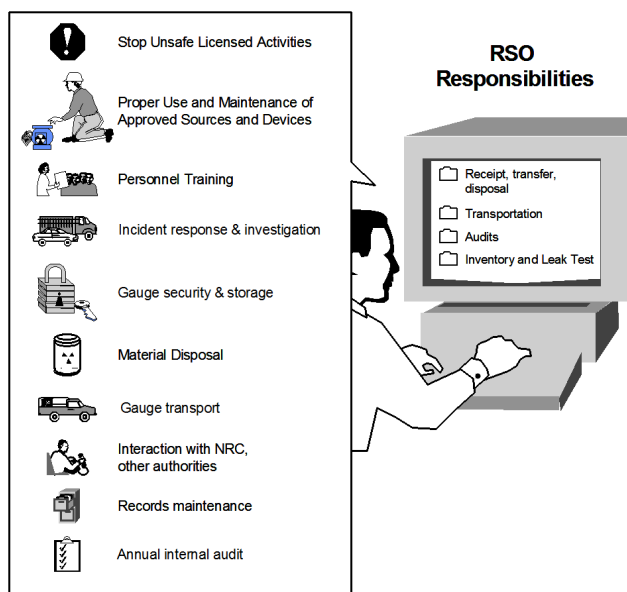 Stop Unsafe Licensed Activities
Proper Use and Maintenance of
Approved Sources and Devices
Personnel Training
Incident response & investigation
Gauge security & storage
Material Disposal
Gauge transport
Interaction with NRC,
other authorities
Records maintenance
Annual internal audit
RSO
Responsibilities
Receipt, transfer,
disposal
Transportation
Audits
Inventory and Leak Test